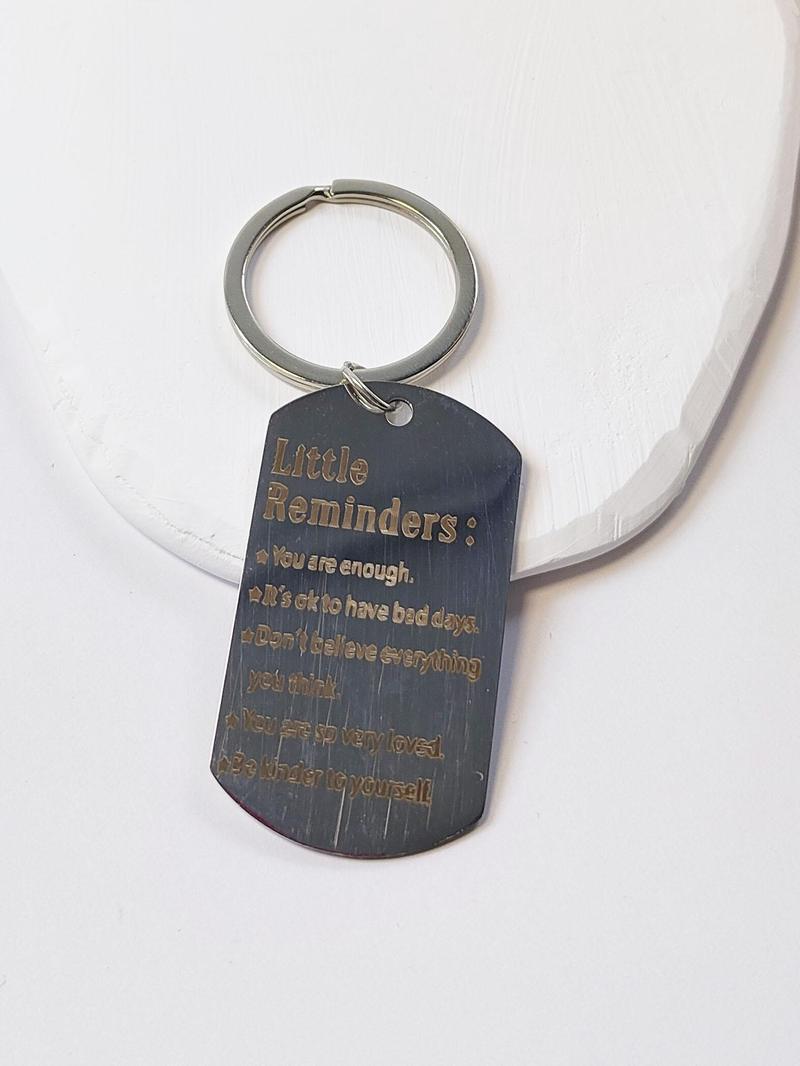 Little
Reminders:
★You are enough.
★It's ok to have bad days.
★Don't believe everything
you think.
★You are so very loved.
★Be kinder to yourself.